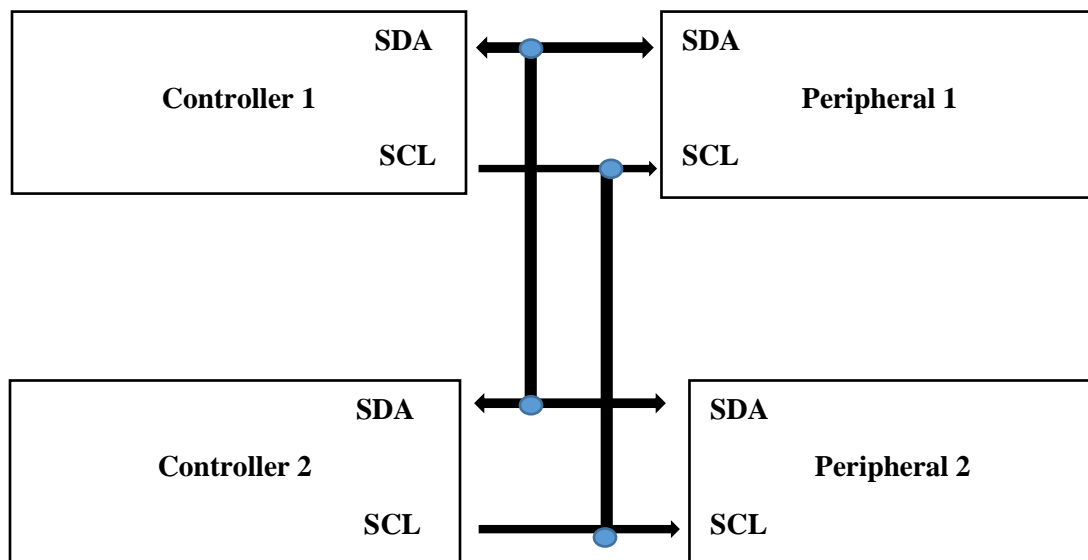 SDA
SDA
Controller 1
Peripheral 1
SCL
SCL
SDA
SDA
Controller 2
Peripheral 2
SCL
SCL